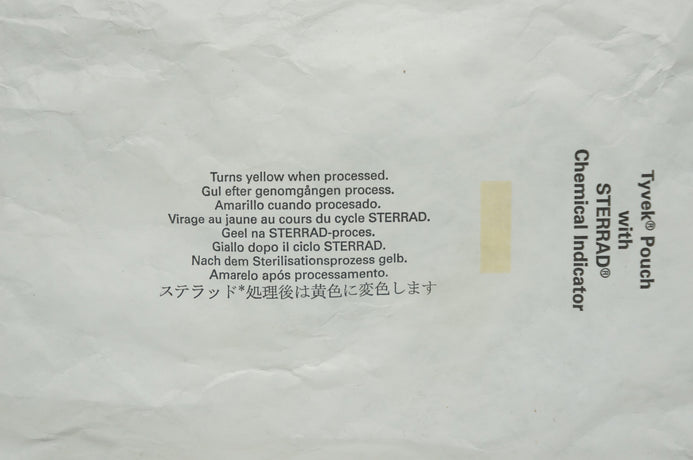 Turns yellow when processed.
Gul efter genomgången process.
Amarillo cuando procesado.
Virage au jaune au cours du cycle STERRAD.
Geel na STERRAD-proces.
Giallo dopo il ciclo STERRAD.
Nach dem Sterilisationsprozess gelb.
Amarelo após processamento.
ステラッド*処理後は黄色に変色します
Tyvek® Pouch
with
STERRAD®
Chemical Indicator